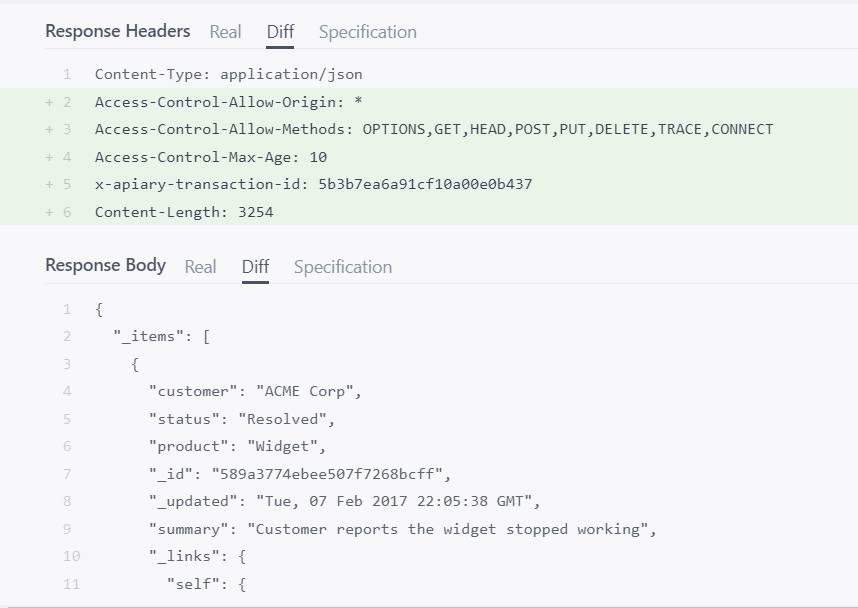 Response Headers Real Diff Specification
1 Content-Type: application/json
+ 2 Access-Control-Allow-Origin: *
+ 3 Access-Control-Allow-Methods: OPTIONS,GET,HEAD,POST,PUT,DELETE,TRACE,CONNECT
+ 4 Access-Control-Max-Age: 10
+ 5 x-apiary-transaction-id: 5b3b7ea6a91cf10a00e0b437
+ 6 Content-Length: 3254
Response Body Real Diff Specification
1 {
2 "_items": [
3 {
4 "customer": "ACME Corp",
5 "status": "Resolved",
6 "product": "Widget",
7 "_id": "589a3774ebee507f7268bcff",
8 "_updated": "Tue, 07 Feb 2017 22:05:38 GMT",
9 "summary": "Customer reports the widget stopped working",
10 "_links": {
11 "self": {